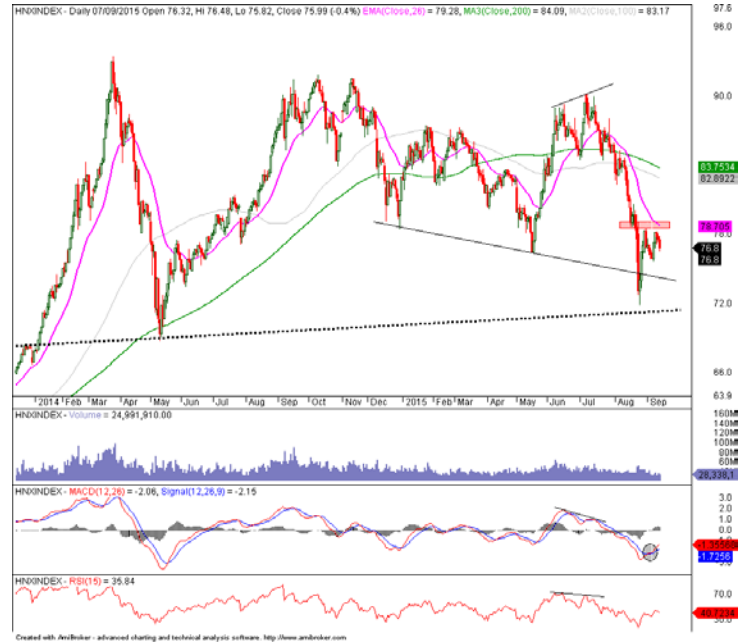 HNXINDEX - Daily 07/09/2015 Open 76.32, Hi 76.48, Lo 75.82, Close 75.99 (-0.4%) EMA(Close,26) = 79.28, MA3(Close,200) = 84.09, MA2(Close,100) = 83.17
97.6
96.0
90.0
83.7534
82.8922
78.705
78.0
76.8
76.8
72.0
66.0
63.9
2014 Feb Mar Apr May Jun Jul Aug Sep Oct Nov Dec 2015 Feb Mar Apr May Jun Jul Aug Sep
HNXINDEX - Volume = 24,991,910.00
160M
140M
120M
100M
80M
60M
28,338,1
HNXINDEX - MACD(12,26) = -2.06, Signal(12,26,9) = -2.15
3.0
2.0
1.0
0.0
-1.7256
HNXINDEX - RSI(15) = 35.84
70.0
40.7234
30.0
Created with AmiBroker - advanced charting and technical analysis software. http://www.amibroker.com